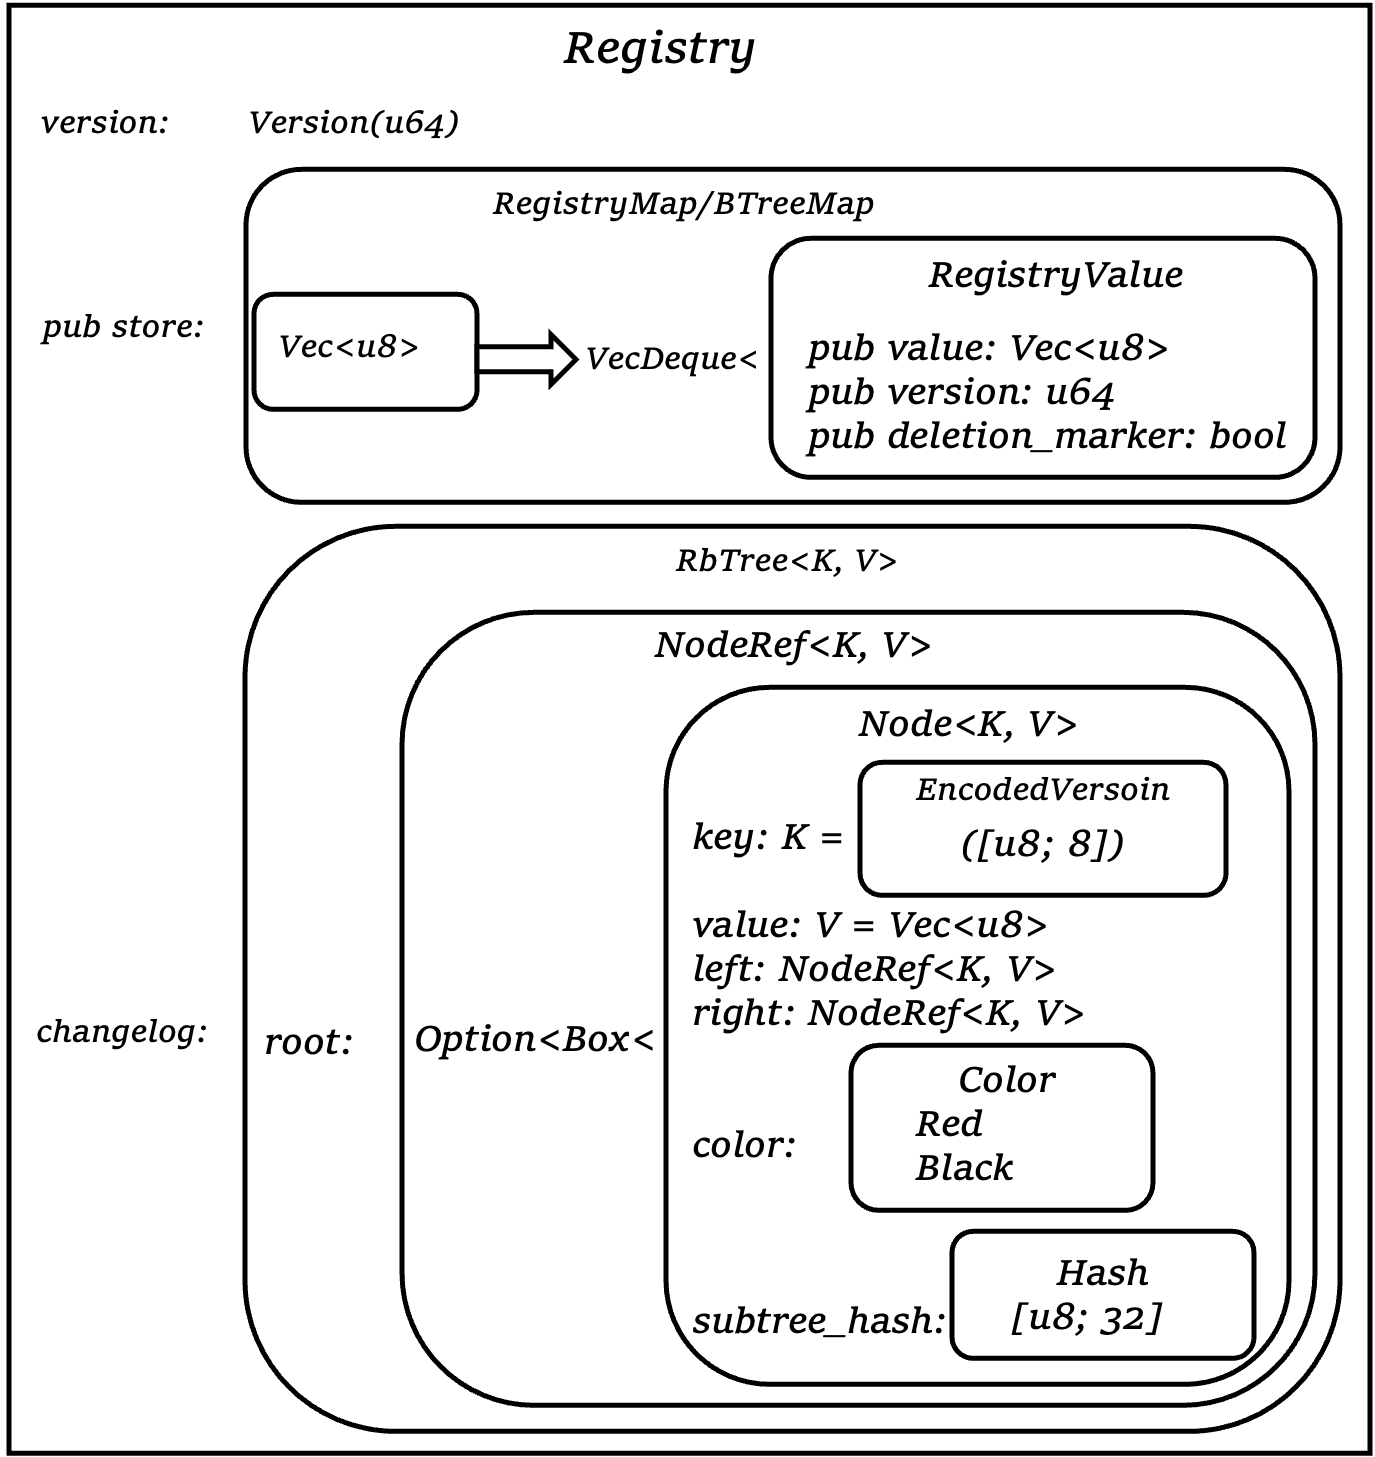 Registry
version: Version(u64)
RegistryMap/BTreeMap
pub store:
Vec<u8>
VecDeque<
RegistryValue
pub value: Vec<u8>
pub version: u64
pub deletion_marker: bool
changelog:
RbTree<K, V>
root:
NodeRef<K, V>
Option<Box<
Node<K, V>
key: K =
EncodedVersoin
([u8; 8])
value: V = Vec<u8>
left: NodeRef<K, V>
right: NodeRef<K, V>
color:
Color
Red
Black
subtree_hash:
Hash
[u8; 32]